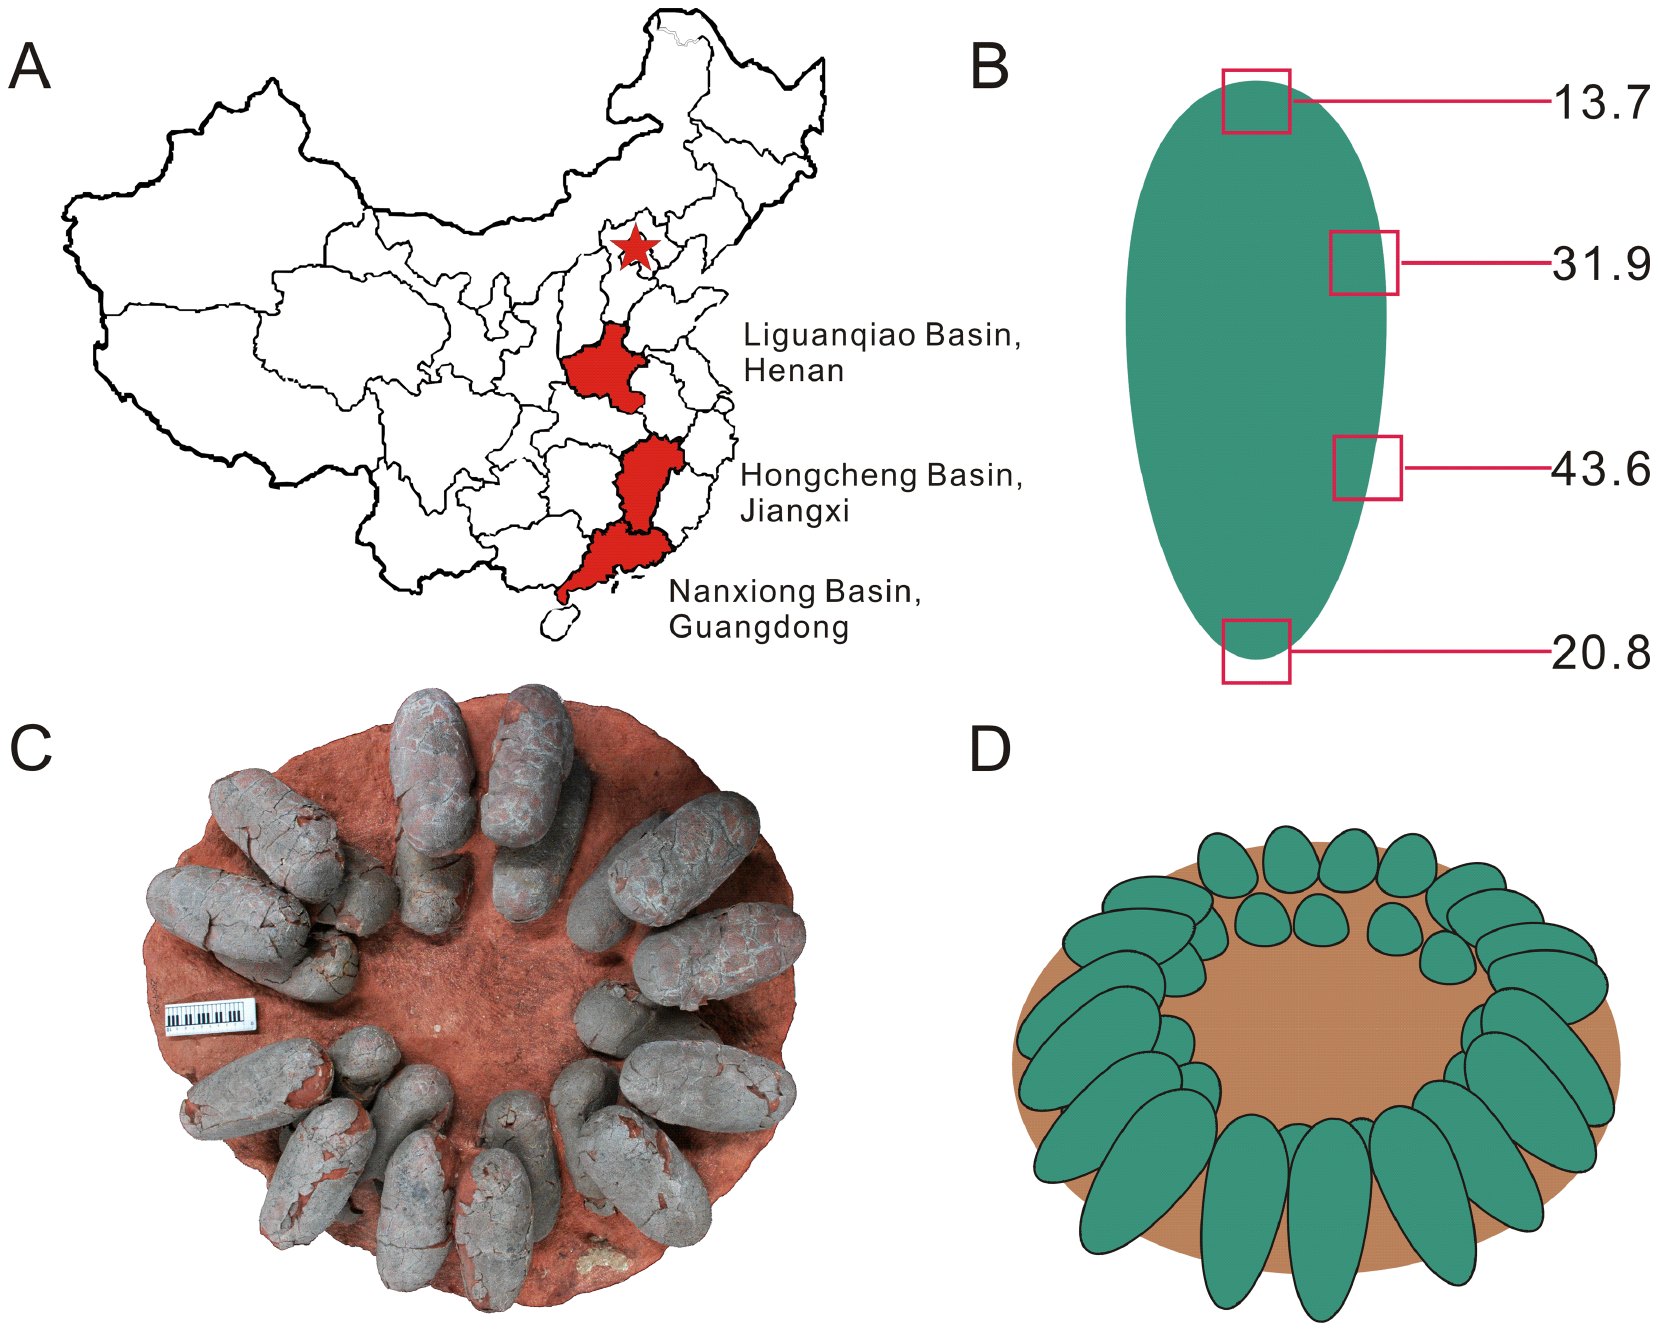 A
B
13.7
31.9
43.6
20.8
Liguanqiao Basin,
Henan
Hongcheng Basin,
Jiangxi
Nanxiong Basin,
Guangdong
C
D